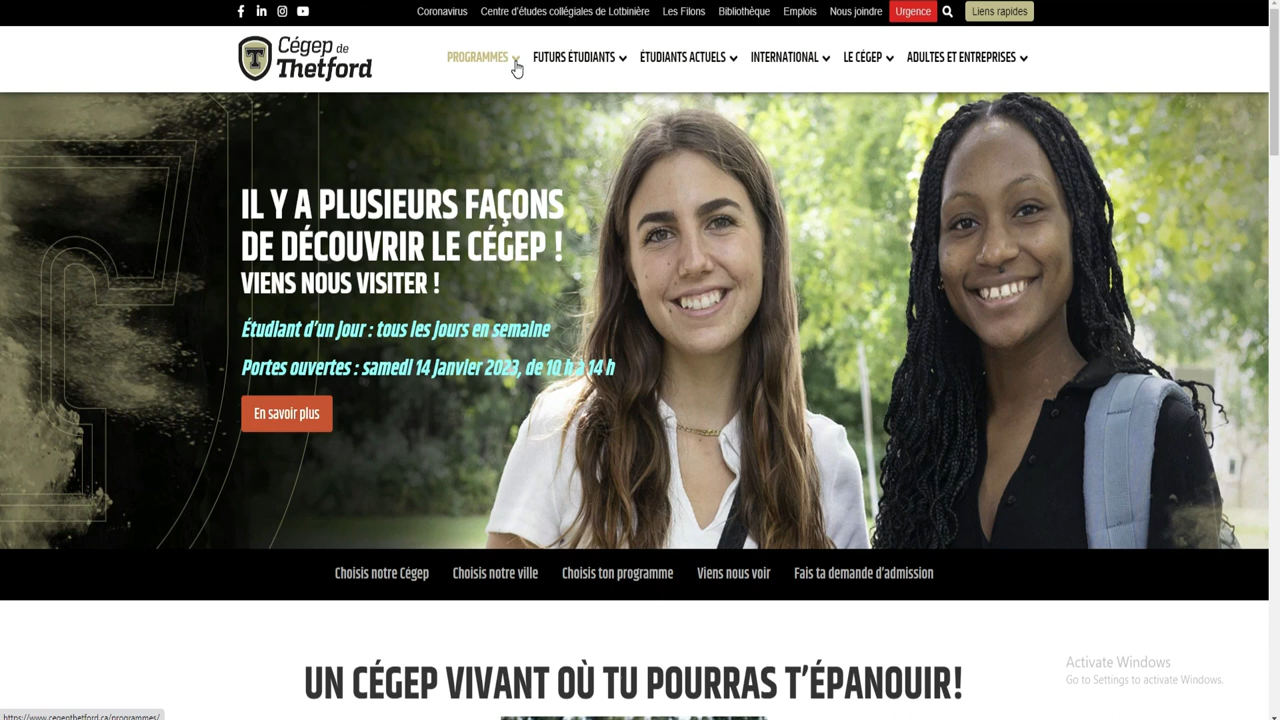 Coronavirus Centre d'études collégiales de Lotbinière Les Filons Bibliothèque Emplois Nous joindre Urgence Liens rapides
Cégep de
Thetford
PROGRAMMES FUTURS ÉTUDIANTS ÉTUDIANTS ACTUELS INTERNATIONAL LE CÉGEP ADULTES ET ENTREPRISES
IL Y A PLUSIEURS FAÇONS
DE DÉCOUVRIR LE CÉGEP !
VIENS NOUS VISITER !
Étudiant d'un jour : tous les jours en semaine
Portes ouvertes : samedi 14 janvier 2023, de 10 h à 14 h
En savoir plus
Choisis notre Cégep Choisis notre ville Choisis ton programme Viens nous voir Fais ta demande d'admission
UN CÉGEP VIVANT OÙ TU POURRAS T'ÉPANOUIR!
Activate Windows
Go to Settings to activate Windows.
https://www.cegepthetford.ca/programmes/